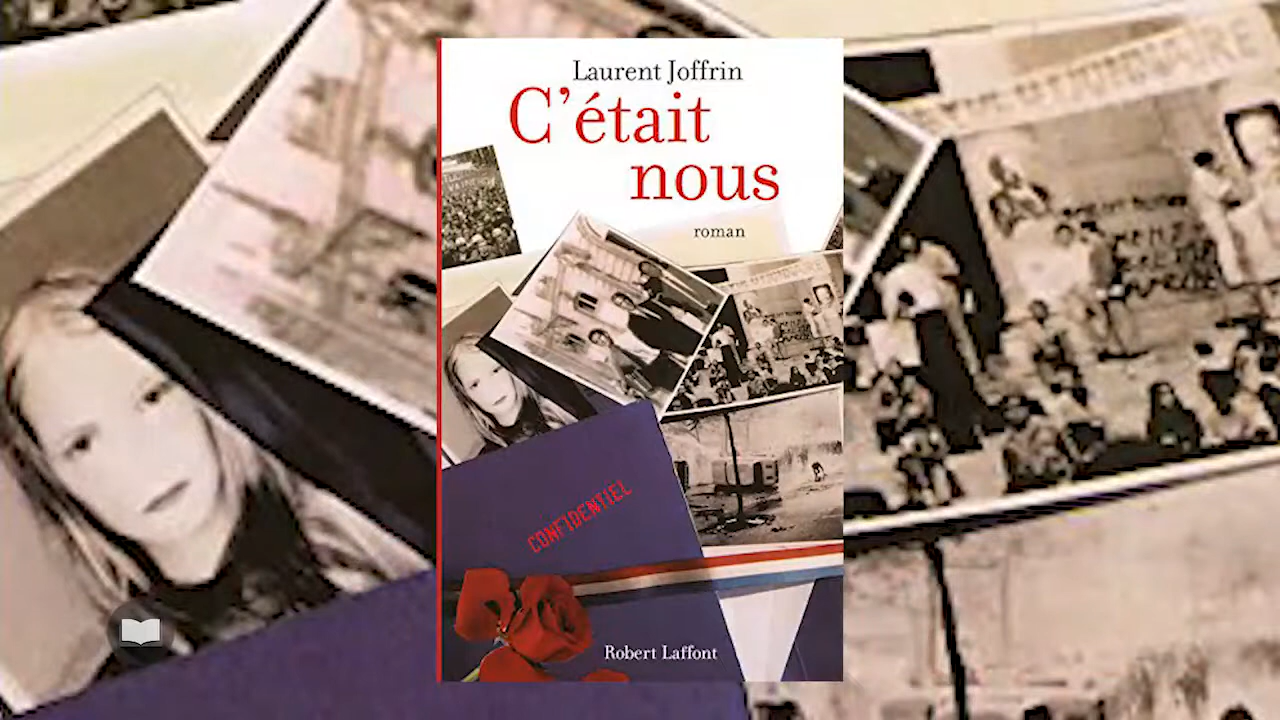 Laurent Joffrin
C'était
nous
roman
CONFIDENTIEL
Robert Laffont